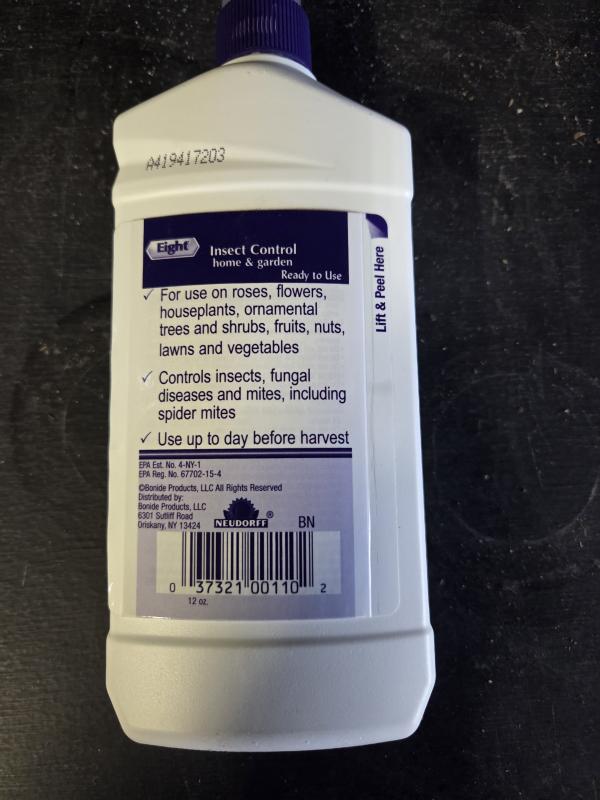 A419417203
Eight
Insect Control
home & garden
Ready to Use
Lift & Peel Here
✓ For use on roses, flowers,
houseplants, ornamental
trees and shrubs, fruits, nuts,
lawns and vegetables
✓ Controls insects, fungal
diseases and mites, including
spider mites
✓ Use up to day before harvest
EPA Est. No. 4-NY-1
EPA Reg. No. 67702-15-4
©Bonide Products, LLC All Rights Reserved
Distributed by:
Bonide Products, LLC
6301 Sutliff Road
Oriskany, NY 13424
NEUDORFF®
BN
0 37321 00110 2
12 oz.